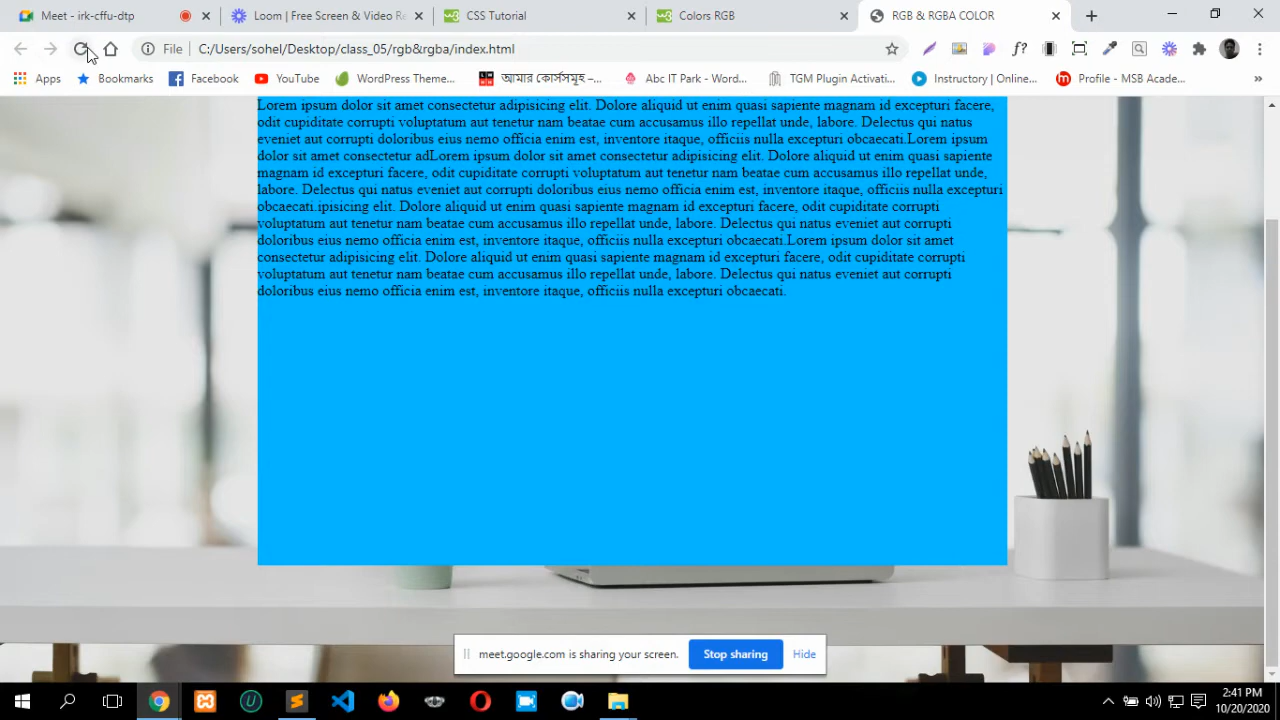 Meet - irk-cffu-dtp
Loom | Free Screen & Video Re
CSS Tutorial
Colors RGB
RGB & RGBA COLOR
File
C:/Users/sohel/Desktop/class_05/rgb&rgba/index.html
f?
Apps
Bookmarks
Facebook
YouTube
WordPress Theme...
আমার কোর্সসমূহ –...
Abc IT Park - Word...
TGM Plugin Activati...
Instructory | Online...
Profile - MSB Acade...
»
Lorem ipsum dolor sit amet consectetur adipisicing elit. Dolore aliquid ut enim quasi sapiente magnam id excepturi facere,
odit cupiditate corrupti voluptatum aut tenetur nam beatae cum accusamus illo repellat unde, labore. Delectus qui natus
eveniet aut corrupti doloribus eius nemo officia enim est, inventore itaque, officiis nulla excepturi obcaecati.Lorem ipsum
dolor sit amet consectetur adLorem ipsum dolor sit amet consectetur adipisicing elit. Dolore aliquid ut enim quasi sapiente
magnam id excepturi facere, odit cupiditate corrupti voluptatum aut tenetur nam beatae cum accusamus illo repellat unde,
labore. Delectus qui natus eveniet aut corrupti doloribus eius nemo officia enim est, inventore itaque, officiis nulla excepturi
obcaecati.ipisicing elit. Dolore aliquid ut enim quasi sapiente magnam id excepturi facere, odit cupiditate corrupti
voluptatum aut tenetur nam beatae cum accusamus illo repellat unde, labore. Delectus qui natus eveniet aut corrupti
doloribus eius nemo officia enim est, inventore itaque, officiis nulla excepturi obcaecati.Lorem ipsum dolor sit amet
consectetur adipisicing elit. Dolore aliquid ut enim quasi sapiente magnam id excepturi facere, odit cupiditate corrupti
voluptatum aut tenetur nam beatae cum accusamus illo repellat unde, labore. Delectus qui natus eveniet aut corrupti
doloribus eius nemo officia enim est, inventore itaque, officiis nulla excepturi obcaecati.
meet.google.com is sharing your screen.
Stop sharing
Hide
2:41 PM
10/20/2020